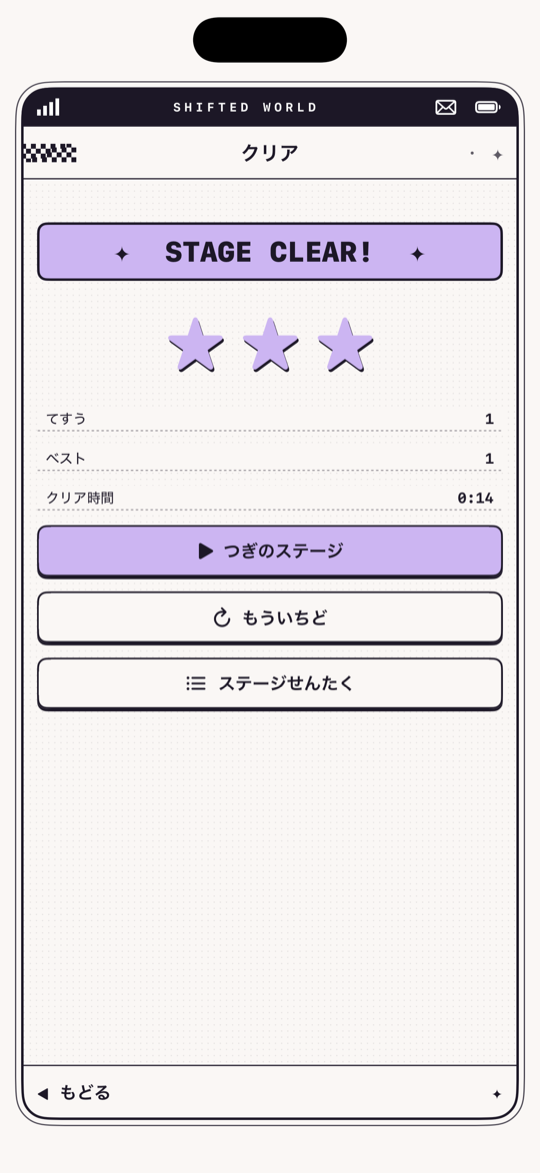 SHIFTED WORLD
クリア
STAGE CLEAR!
てすう 1
ベスト 1
クリア時間 0:14
つぎのステージ
もういちど
ステージせんたく
もどる